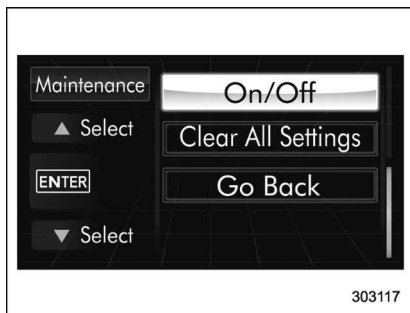 Maintenance
▲ Select
ENTER
▼ Select
On/Off
Clear All Settings
Go Back
303117